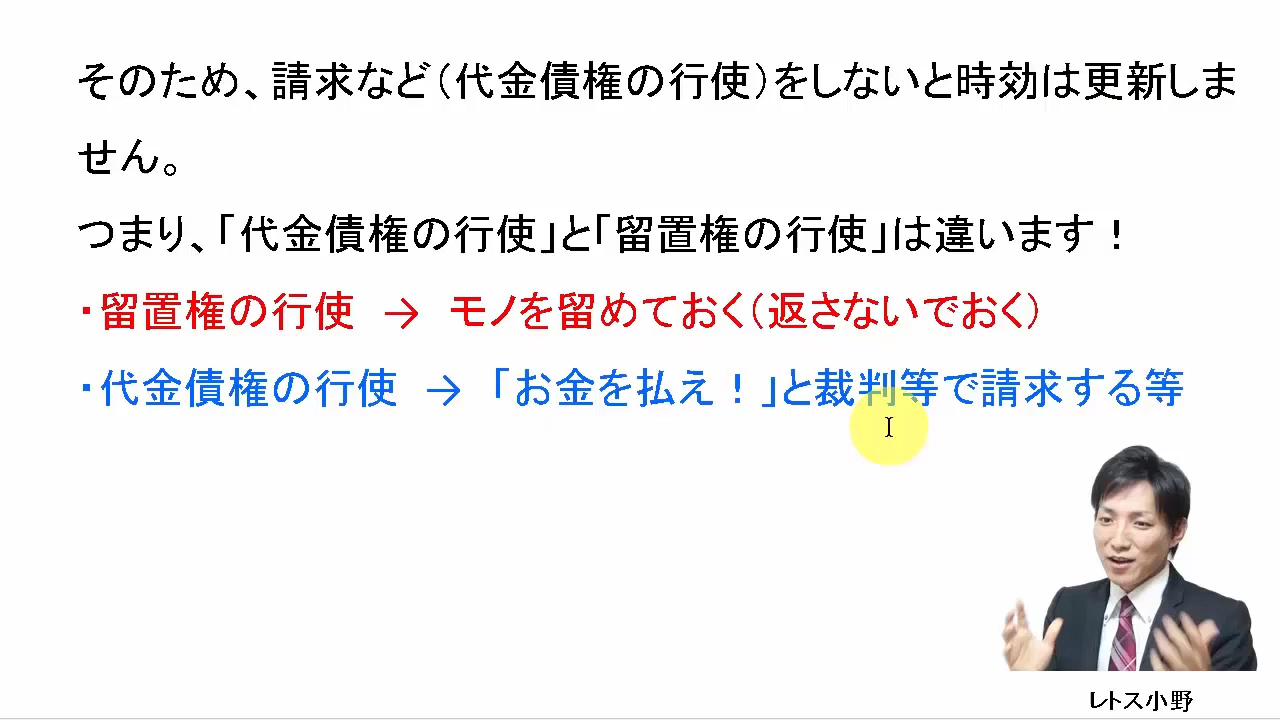 そのため、請求など（代金債権の行使）をしないと時効は更新しま
せん。
つまり、「代金債権の行使」と「留置権の行使」は違います！
・留置権の行使　→　モノを留めておく（返さないでおく）
・代金債権の行使　→　「お金を払え！」と裁判等で請求する等
レトス小野